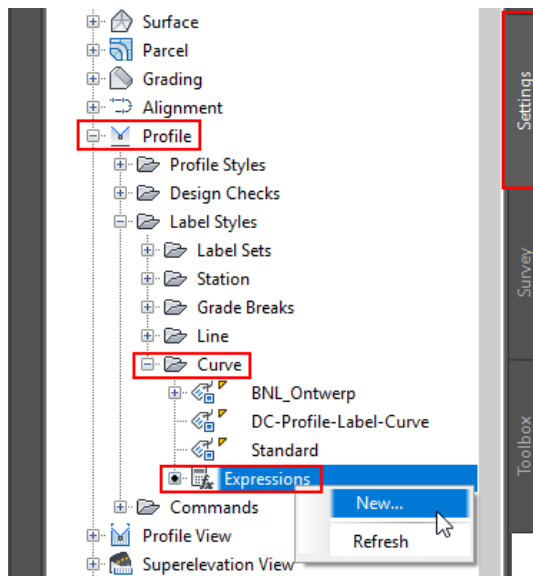 Surface
Parcel
Grading
Alignment
Profile
Profile Styles
Design Checks
Label Styles
Label Sets
Station
Grade Breaks
Line
Curve
BNL_Ontwerp
DC-Profile-Label-Curve
Standard
Expressions
New...
Commands
Refresh
Profile View
Superelevation View
Settings
Survey
Toolbox